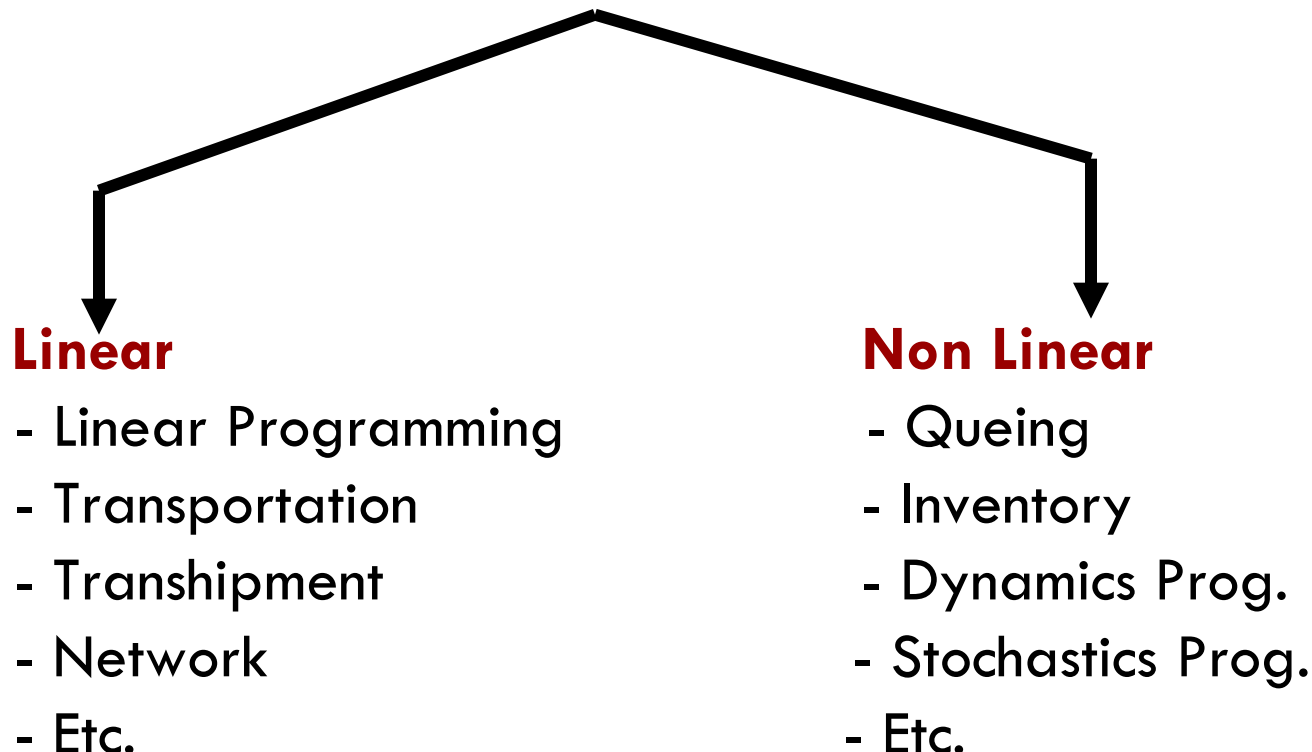 Linear
- Linear Programming
- Transportation
- Transhipment
- Network
- Etc.
Non Linear
- Queing
- Inventory
- Dynamics Prog.
- Stochastics Prog.
- Etc.